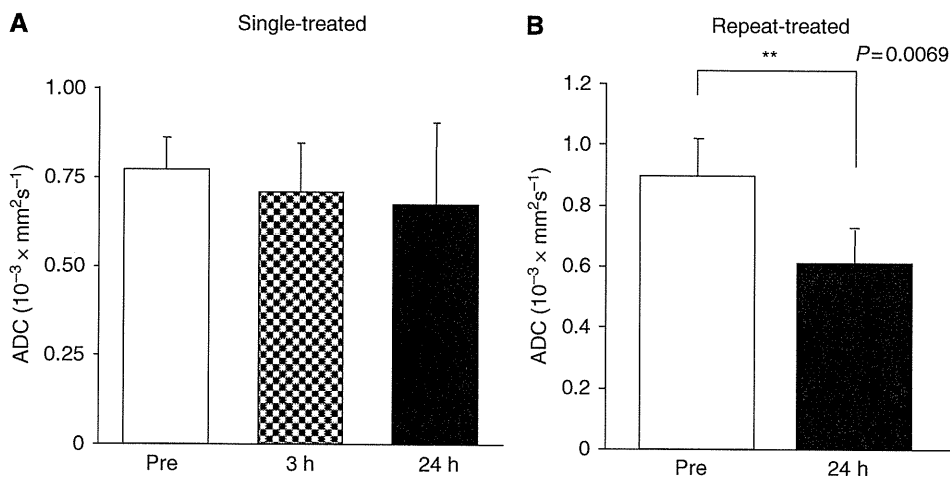 A
Single-treated
ADC (10⁻³ × mm²s⁻¹)
1.00
0.75
0.50
0.25
0
Pre
3 h
24 h
B
Repeat-treated
**
P=0.0069
ADC (10⁻³ × mm²s⁻¹)
1.2
1.0
0.8
0.6
0.4
0.2
0
Pre
24 h